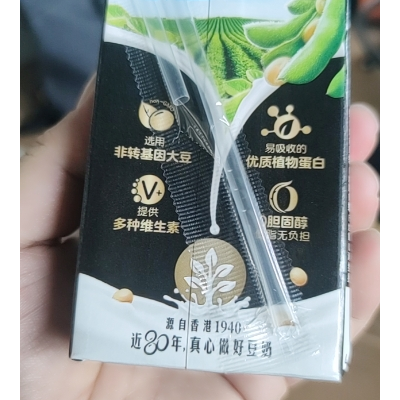 选用
非转基因大豆
易吸收的
优质植物蛋白
V+
提供
多种维生素
胆固醇
脂无负担
源自香港1940
近80年,真心做好豆奶